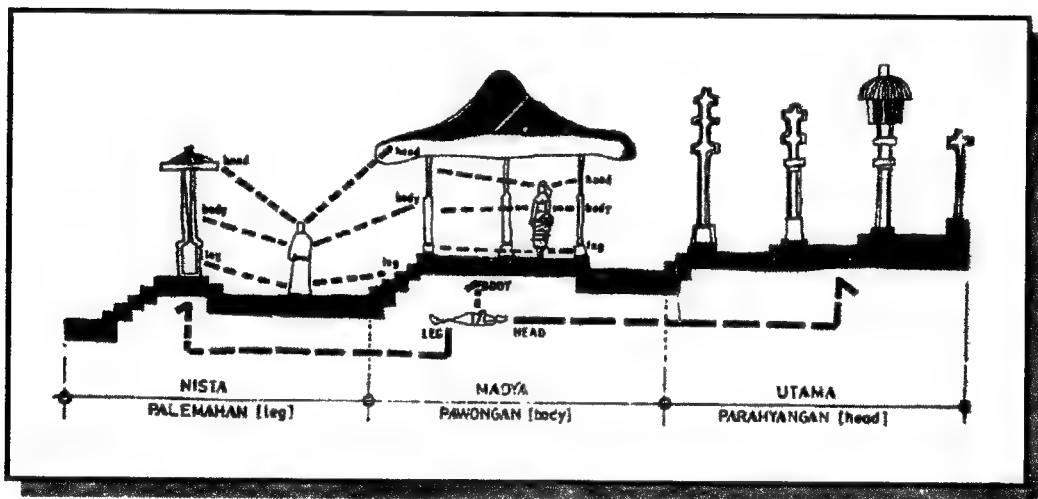 head
body
leg
head
body
leg
head
body
leg
BODY
LEG
HEAD
NISTA
MADYA
UTAMA
PALEMAHAN [leg]
PAWONGAN [body]
PARAHYANGAN [head]